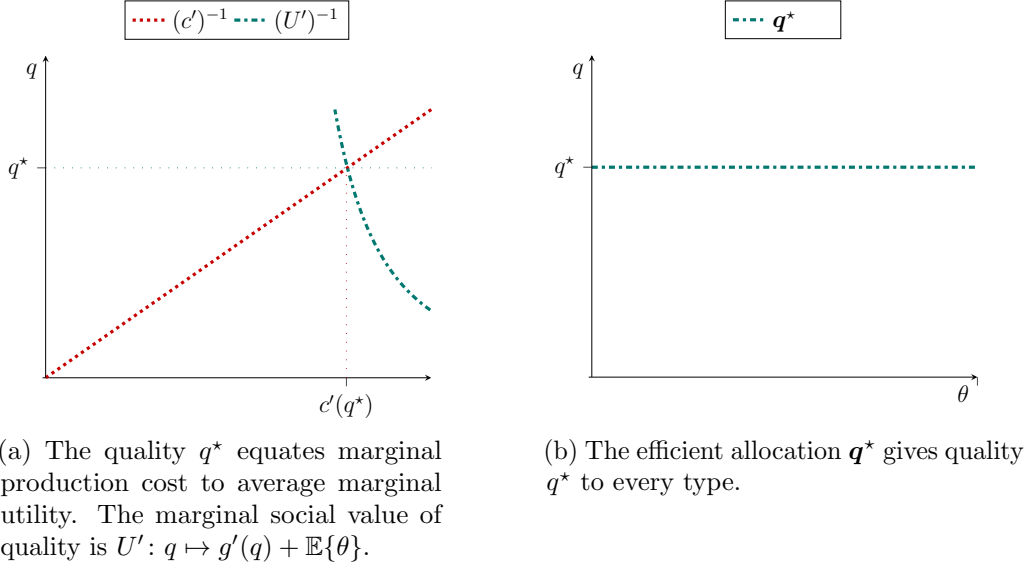 (c′)⁻¹ (U′)⁻¹
q
q⋆
c′(q⋆)
(a) The quality q⋆ equates marginal
production cost to average marginal
utility. The marginal social value of
quality is U′: q ↦ g′(q) + 𝔼{θ}.
q⋆
q
q⋆
θ
(b) The efficient allocation q⋆ gives quality
q⋆ to every type.